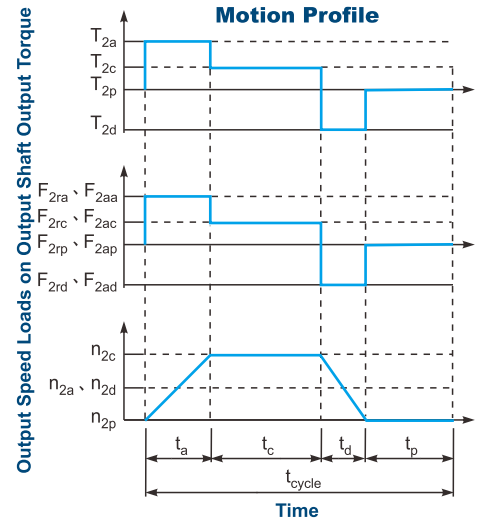 Motion Profile
Output Speed Loads on Output Shaft Output Torque
T2a
T2c
T2p
T2d
F2ra、F2aa
F2rc、F2ac
F2rp、F2ap
F2rd、F2ad
n2c
n2a、n2d
n2p
ta
tc
td
tp
tcycle
Time